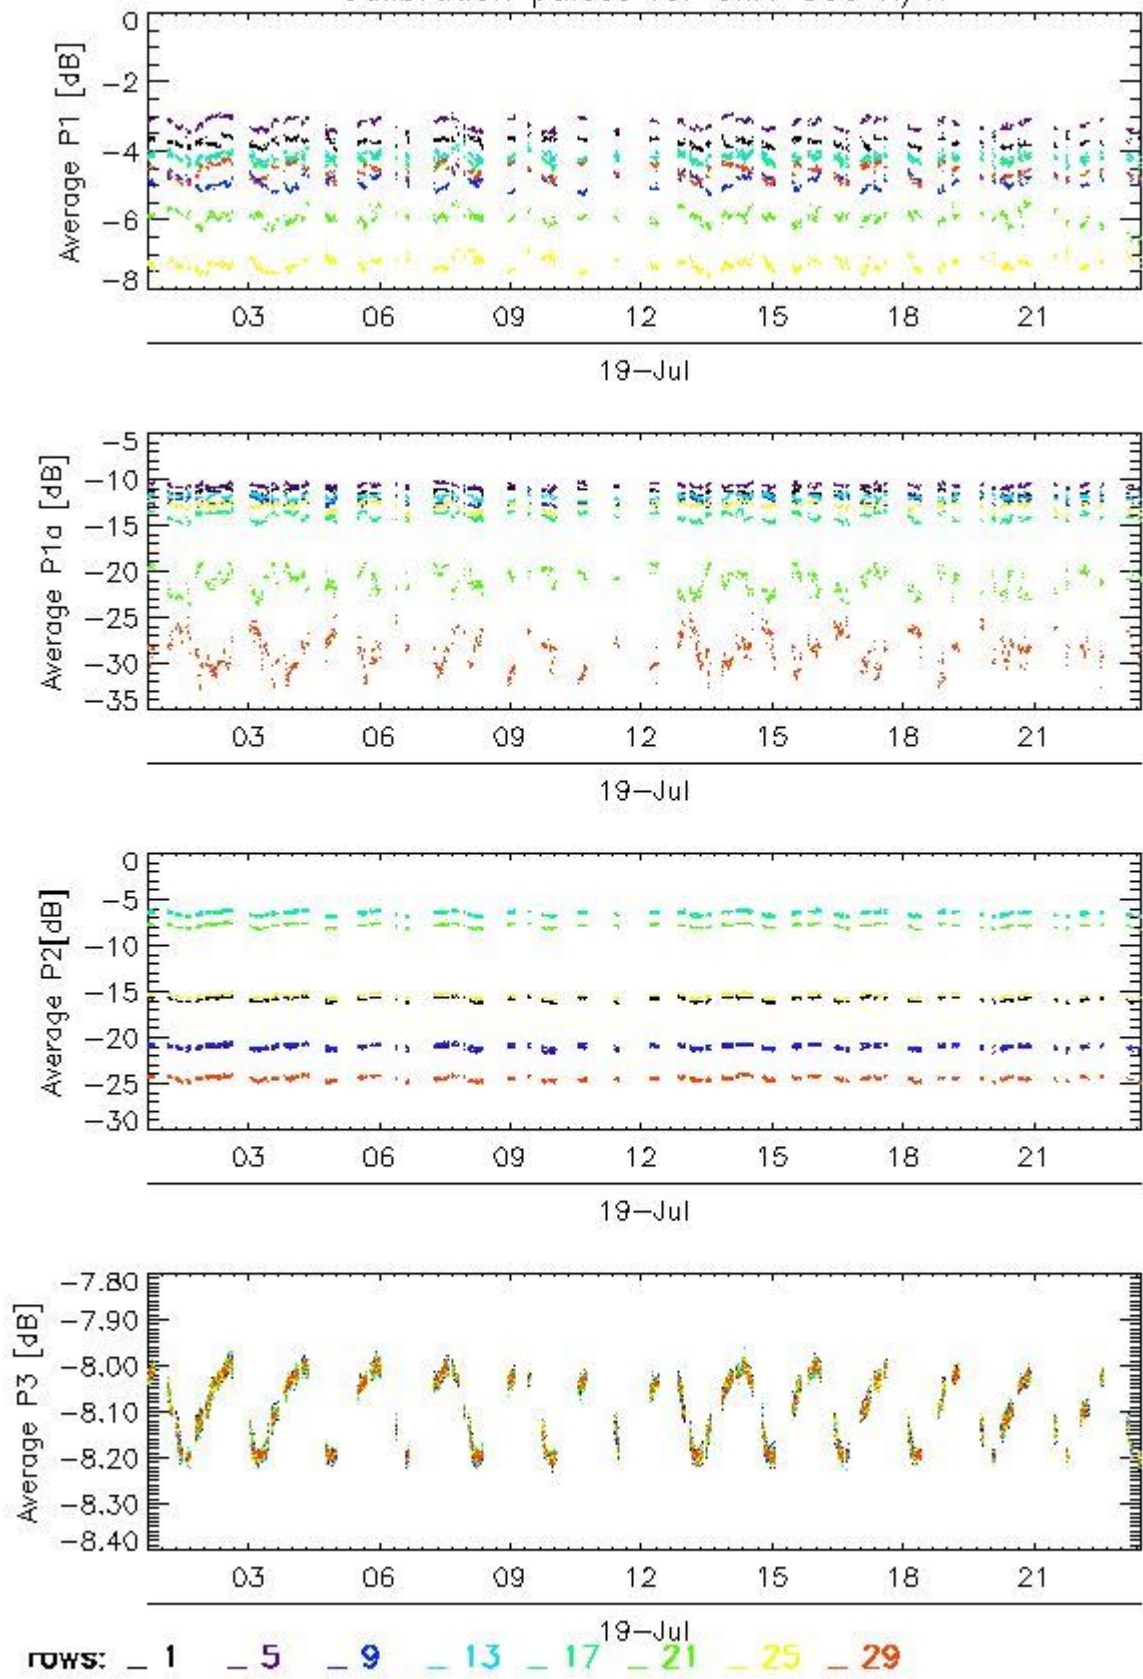 0
-2
-4
-6
-8
Average P1 [dB]
03 06 09 12 15 18 21
19-Jul
-5
-10
-15
-20
-25
-30
-35
Average P1a [dB]
03 06 09 12 15 18 21
19-Jul
0
-5
-10
-15
-20
-25
-30
Average P2[dB]
03 06 09 12 15 18 21
19-Jul
-7.80
-7.90
-8.00
-8.10
-8.20
-8.30
-8.40
Average P3 [dB]
03 06 09 12 15 18 21
19-Jul
rows: _ 1 _ 5 _ 9 _ 13 _ 17 _ 21 _ 25 _ 29